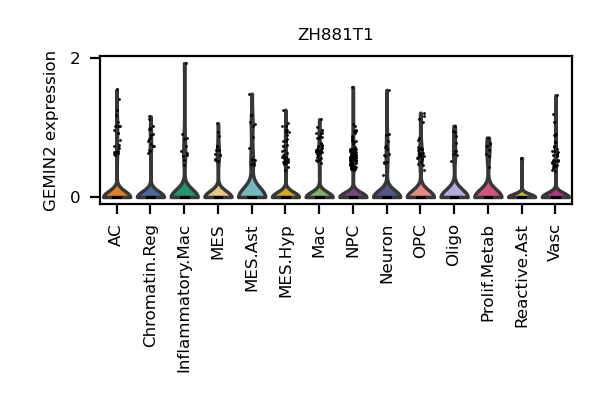 ZH881T1
GEMIN2 expression
2
0
AC
Chromatin.Reg
Inflammatory.Mac
MES
MES.Ast
MES.Hyp
Mac
NPC
Neuron
OPC
Oligo
Prolif.Metab
Reactive.Ast
Vasc